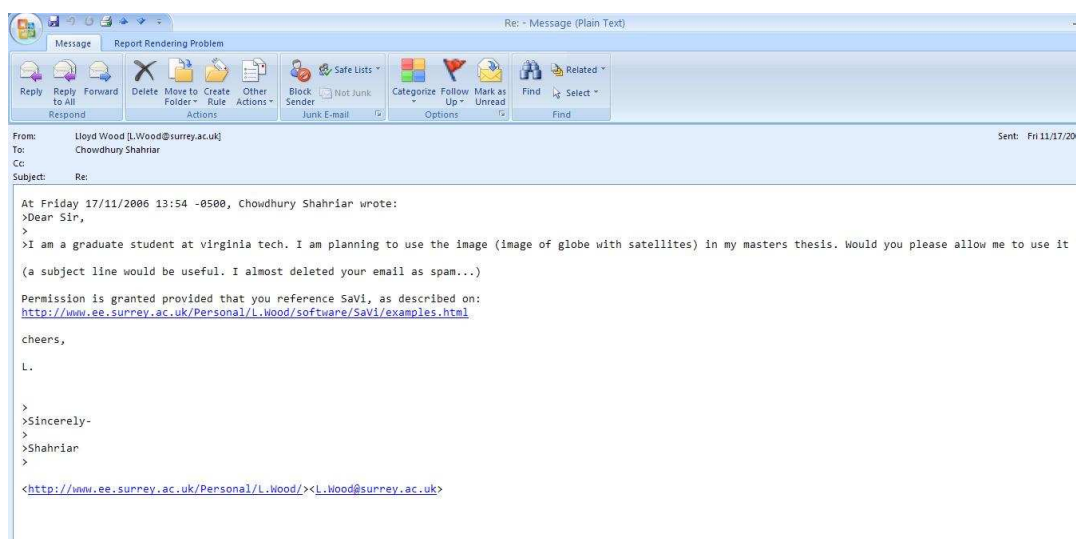 Re: - Message (Plain Text)
Message Report Rendering Problem
Reply Reply to All Forward Delete Move to Folder Create Rule Other Actions Block Sender Safe Lists Not Junk Categorize Follow Up Mark as Unread Find Related Select
Respond Actions Junk E-mail Options Find
From: Lloyd Wood [L.Wood@surrey.ac.uk] Sent: Fri 11/17/200
To: Chowdhury Shahriar
Cc:
Subject: Re:
At Friday 17/11/2006 13:54 -0500, Chowdhury Shahriar wrote:
>Dear Sir,
>
>I am a graduate student at virginia tech. I am planning to use the image (image of globe with satellites) in my masters thesis. Would you please allow me to use it
(a subject line would be useful. I almost deleted your email as spam...)
Permission is granted provided that you reference SaVi, as described on:
http://www.ee.surrey.ac.uk/Personal/L.Wood/software/SaVi/examples.html
cheers,
L.
>
>Sincerely-
>
>Shahriar
>
<http://www.ee.surrey.ac.uk/Personal/L.Wood/><L.Wood@surrey.ac.uk>